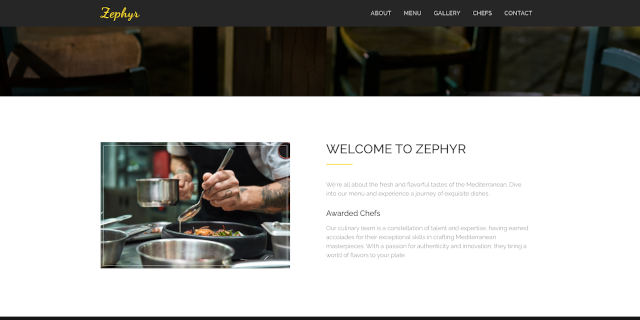 Zephyr
ABOUT
MENU
GALLERY
CHEFS
CONTACT
WELCOME TO ZEPHYR
We're all about the fresh and flavorful tastes of the Mediterranean. Dive
into our menu and experience a journey of exquisite dishes.
Awarded Chefs
Our culinary team is a constellation of talent and expertise, having earned
accolades for their exceptional skills in crafting Mediterranean
masterpieces. With a passion for authenticity and innovation, they bring a
world of flavors to your plate.